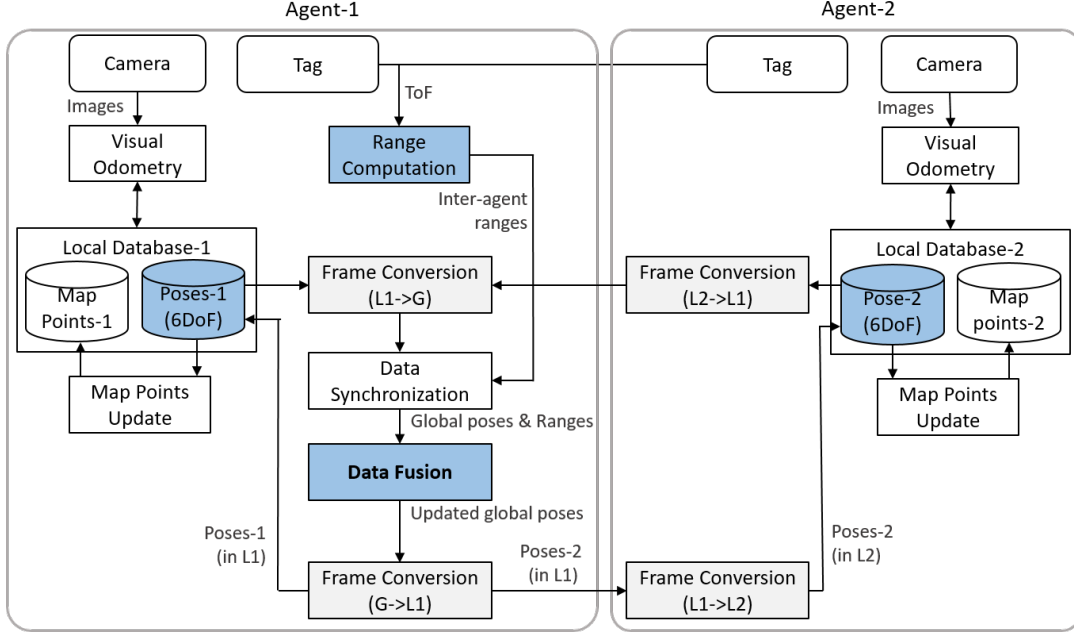 Agent-1
Agent-2
Camera
Tag
Tag
Camera
Images
ToF
Images
Visual
Odometry
Range
Computation
Visual
Odometry
Inter-agent
ranges
Local Database-1
Map
Points-1
Poses-1
(6DoF)
Frame Conversion
(L1->G)
Frame Conversion
(L2->L1)
Local Database-2
Pose-2
(6DoF)
Map
points-2
Map Points
Update
Data
Synchronization
Map Points
Update
Global poses & Ranges
Data Fusion
Updated global poses
Poses-1
(in L1)
Poses-2
(in L1)
Poses-2
(in L2)
Frame Conversion
(G->L1)
Frame Conversion
(L1->L2)